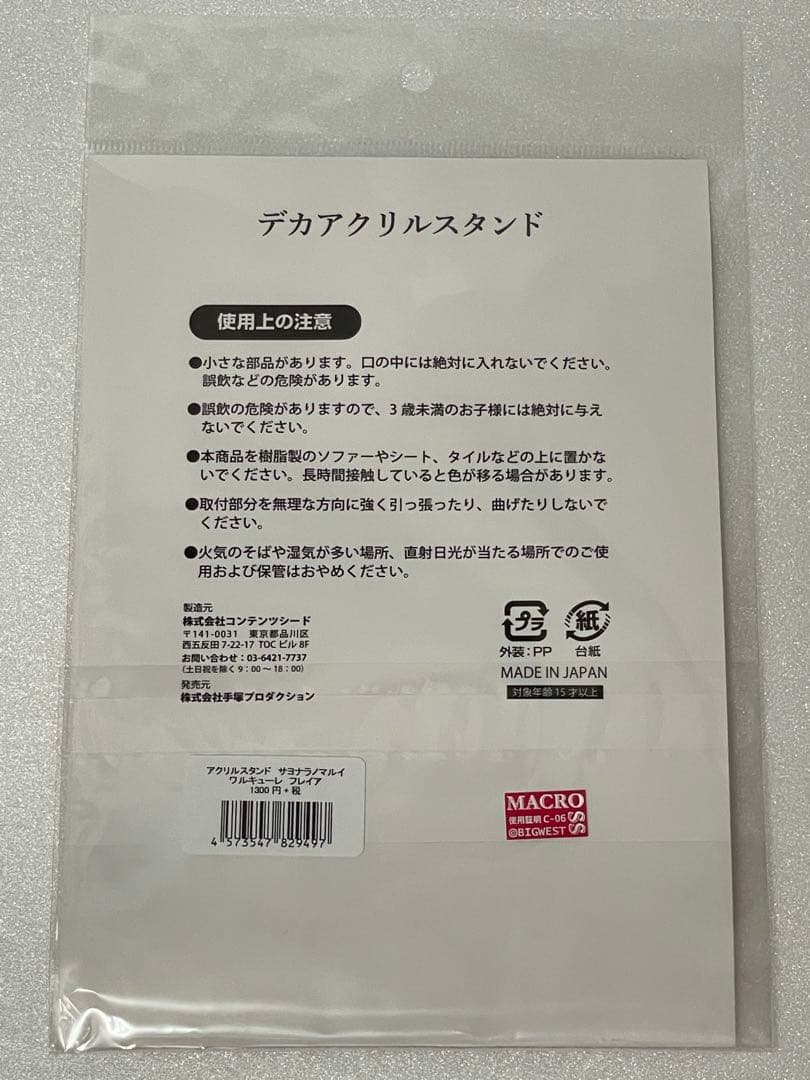 デカアクリルスタンド
使用上の注意
●小さな部品があります。口の中には絶対に入れないでください。
誤飲などの危険があります。
●誤飲の危険がありますので、3歳未満のお子様には絶対に与え
ないでください。
●本商品を樹脂製のソファーやシート、タイルなどの上に置かな
いでください。長時間接触していると色が移る場合があります。
●取付部分を無理な方向に強く引っ張ったり、曲げたりしないで
ください。
●火気のそばや湿気が多い場所、直射日光が当たる場所でのご使
用および保管はおやめください。
製造元
株式会社コンテンツシード
〒141-0031 東京都品川区
西五反田7-22-17 TOCビル8F
お問い合わせ：03-6421-7737
(土日祝を除く9：00～18：00)
発売元
株式会社手塚プロダクション
プラ
外装：PP
紙
台紙
MADE IN JAPAN
対象年齢15才以上
アクリルスタンド サヨナラノマルイ
ワルキューレ フレイア
1300円+税
4 573547 829497
MACROSS
使用証明 C-06
©BIGWEST